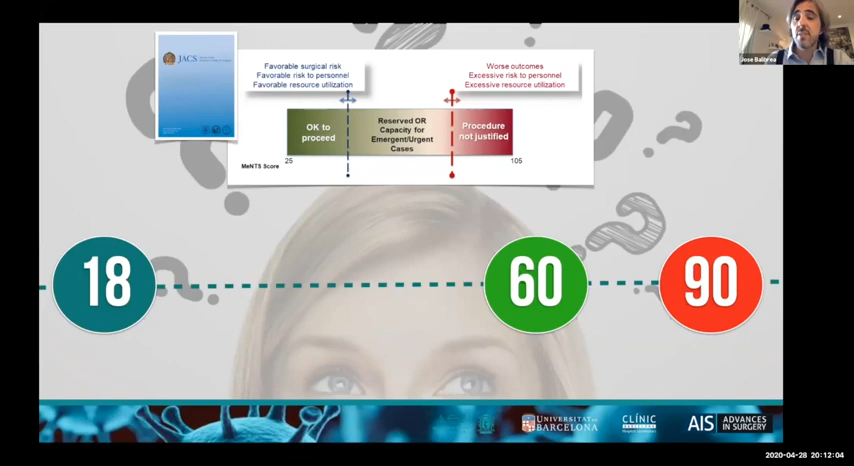 Jose Balibrea
JACS
Favorable surgical risk
Favorable risk to personnel
Favorable resource utilization
Worse outcomes
Excessive risk to personnel
Excessive resource utilization
OK to
proceed
Reserved OR
Capacity for
Emergent/Urgent
Cases
Procedure
not justified
MeNTS Score
25
105
18
60
90
UNIVERSITAT DE
BARCELONA
CLÍNIC
BARCELONA
AIS ADVANCES
IN SURGERY
2020-04-28 20:12:04